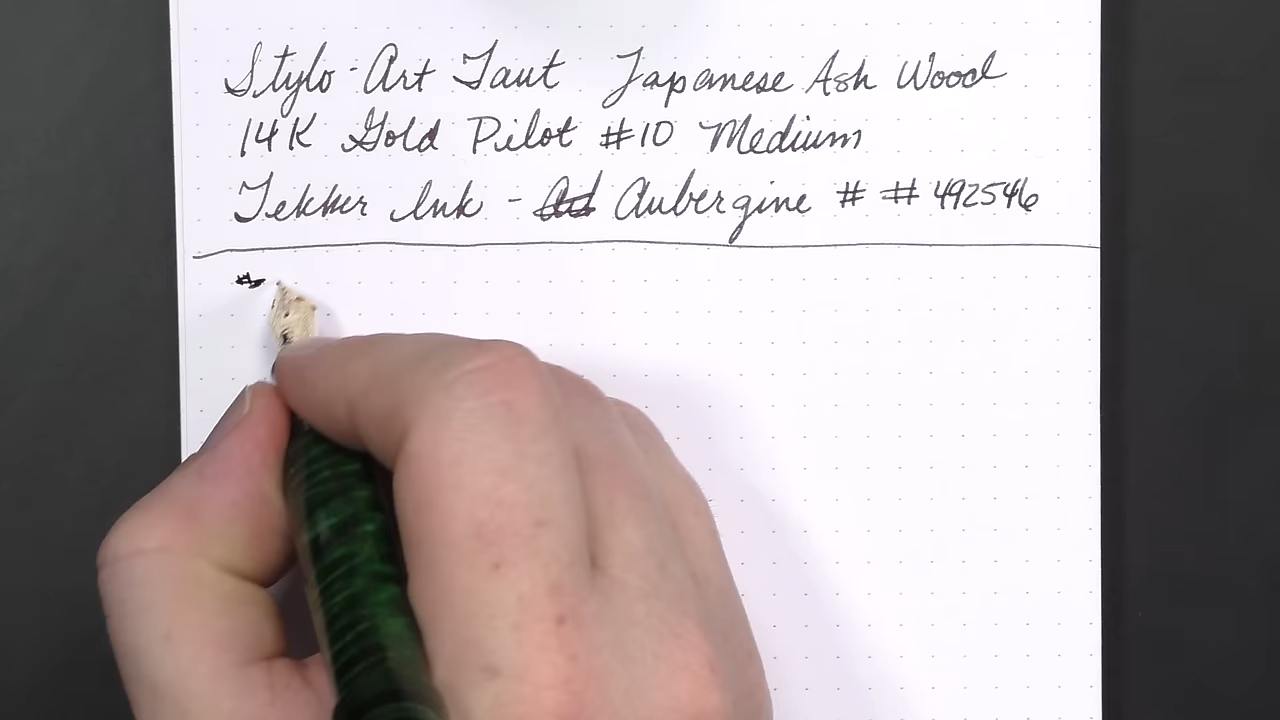 Stylo-Art Taut Japanese Ash Wood
14K Gold Pilot #10 Medium
Tekker Ink - Aubergine # #492546